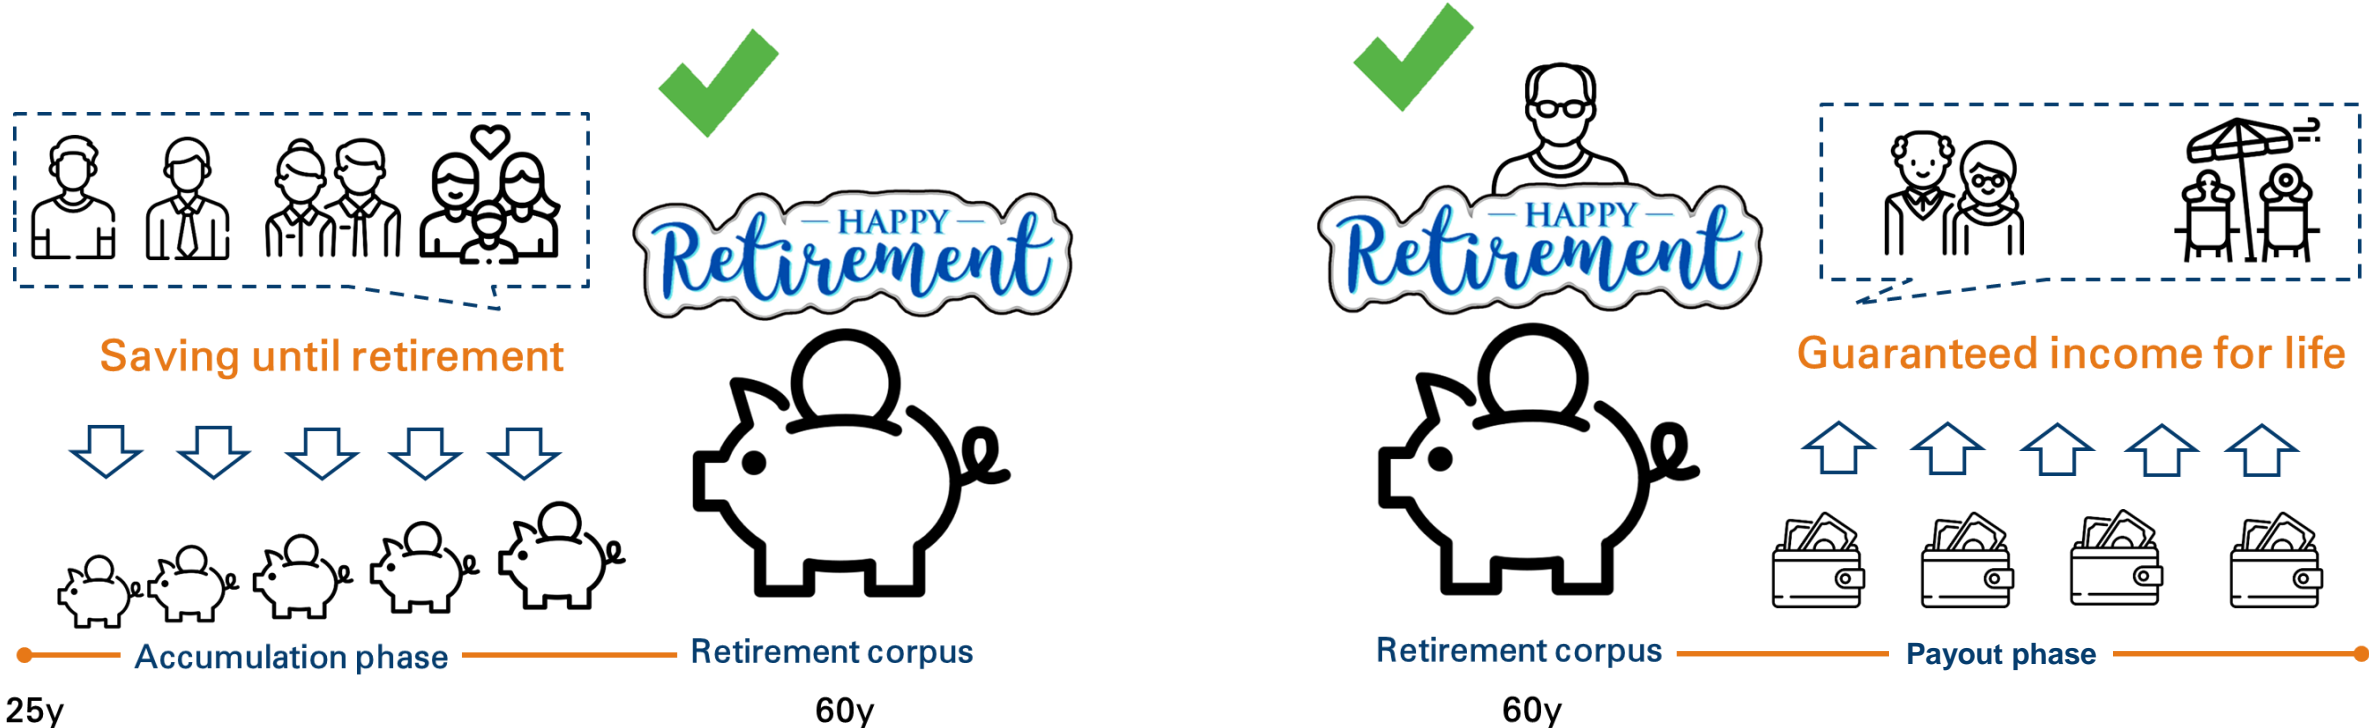 — HAPPY —
Retirement
Saving until retirement
Accumulation phase
Retirement corpus
25y
60y
— HAPPY —
Retirement
Guaranteed income for life
Retirement corpus
Payout phase
60y